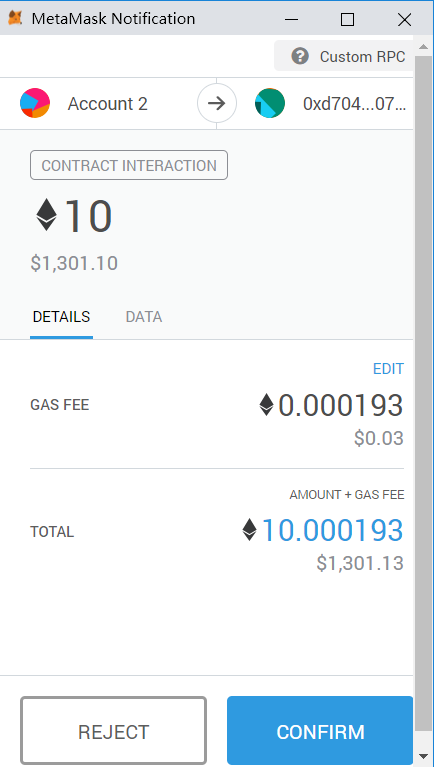 MetaMask Notification
Custom RPC
Account 2
0xd704...07...
CONTRACT INTERACTION
10
$1,301.10
DETAILS
DATA
EDIT
GAS FEE
0.000193
$0.03
AMOUNT + GAS FEE
TOTAL
10.000193
$1,301.13
REJECT
CONFIRM